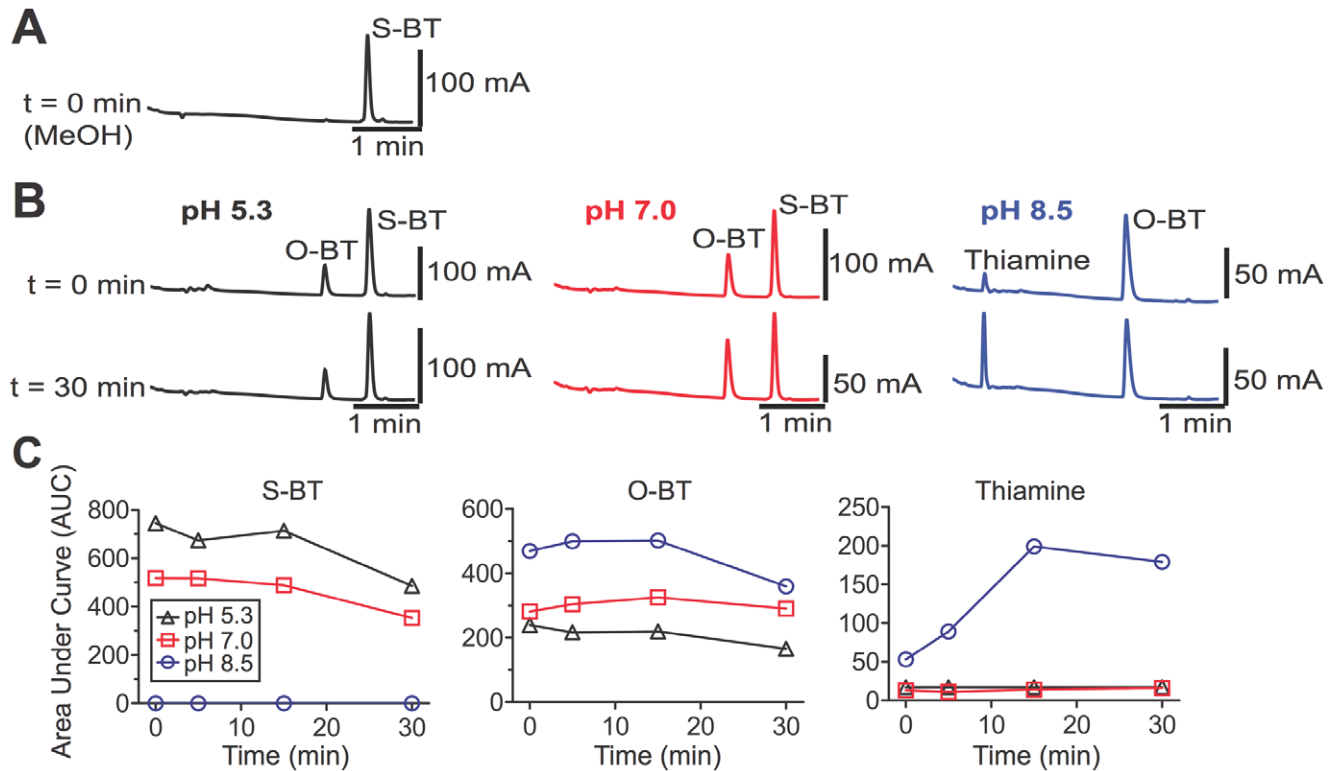 A
S-BT
100 mA
t = 0 min
(MeOH)
1 min
B
pH 5.3
S-BT
O-BT
t = 0 min
100 mA
t = 30 min
100 mA
1 min
pH 7.0
S-BT
O-BT
100 mA
50 mA
1 min
pH 8.5
O-BT
Thiamine
50 mA
50 mA
1 min
C
Area Under Curve (AUC)
S-BT
800
600
400
200
0
pH 5.3
pH 7.0
pH 8.5
0 10 20 30
Time (min)
O-BT
600
400
200
0
0 10 20 30
Time (min)
Thiamine
250
200
150
100
50
0
0 10 20 30
Time (min)